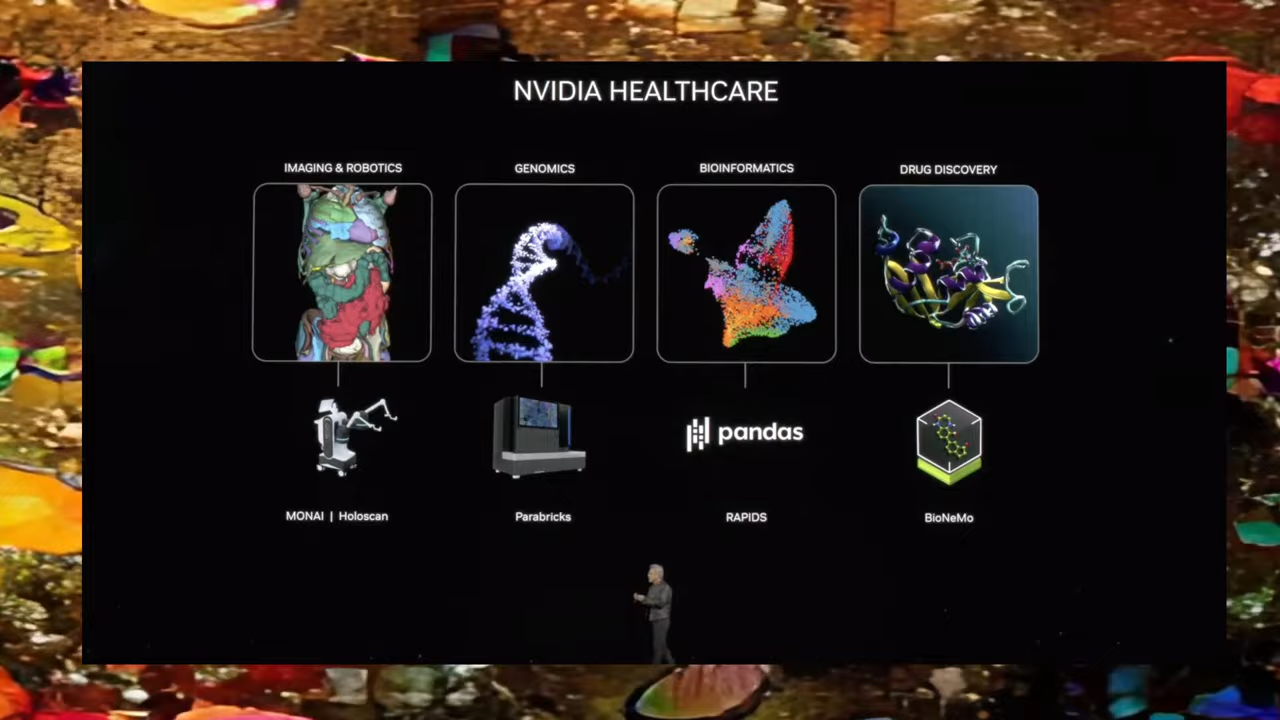 NVIDIA HEALTHCARE
IMAGING & ROBOTICS
GENOMICS
BIOINFORMATICS
DRUG DISCOVERY
pandas
MONAI | Holoscan
Parabricks
RAPIDS
BioNeMo